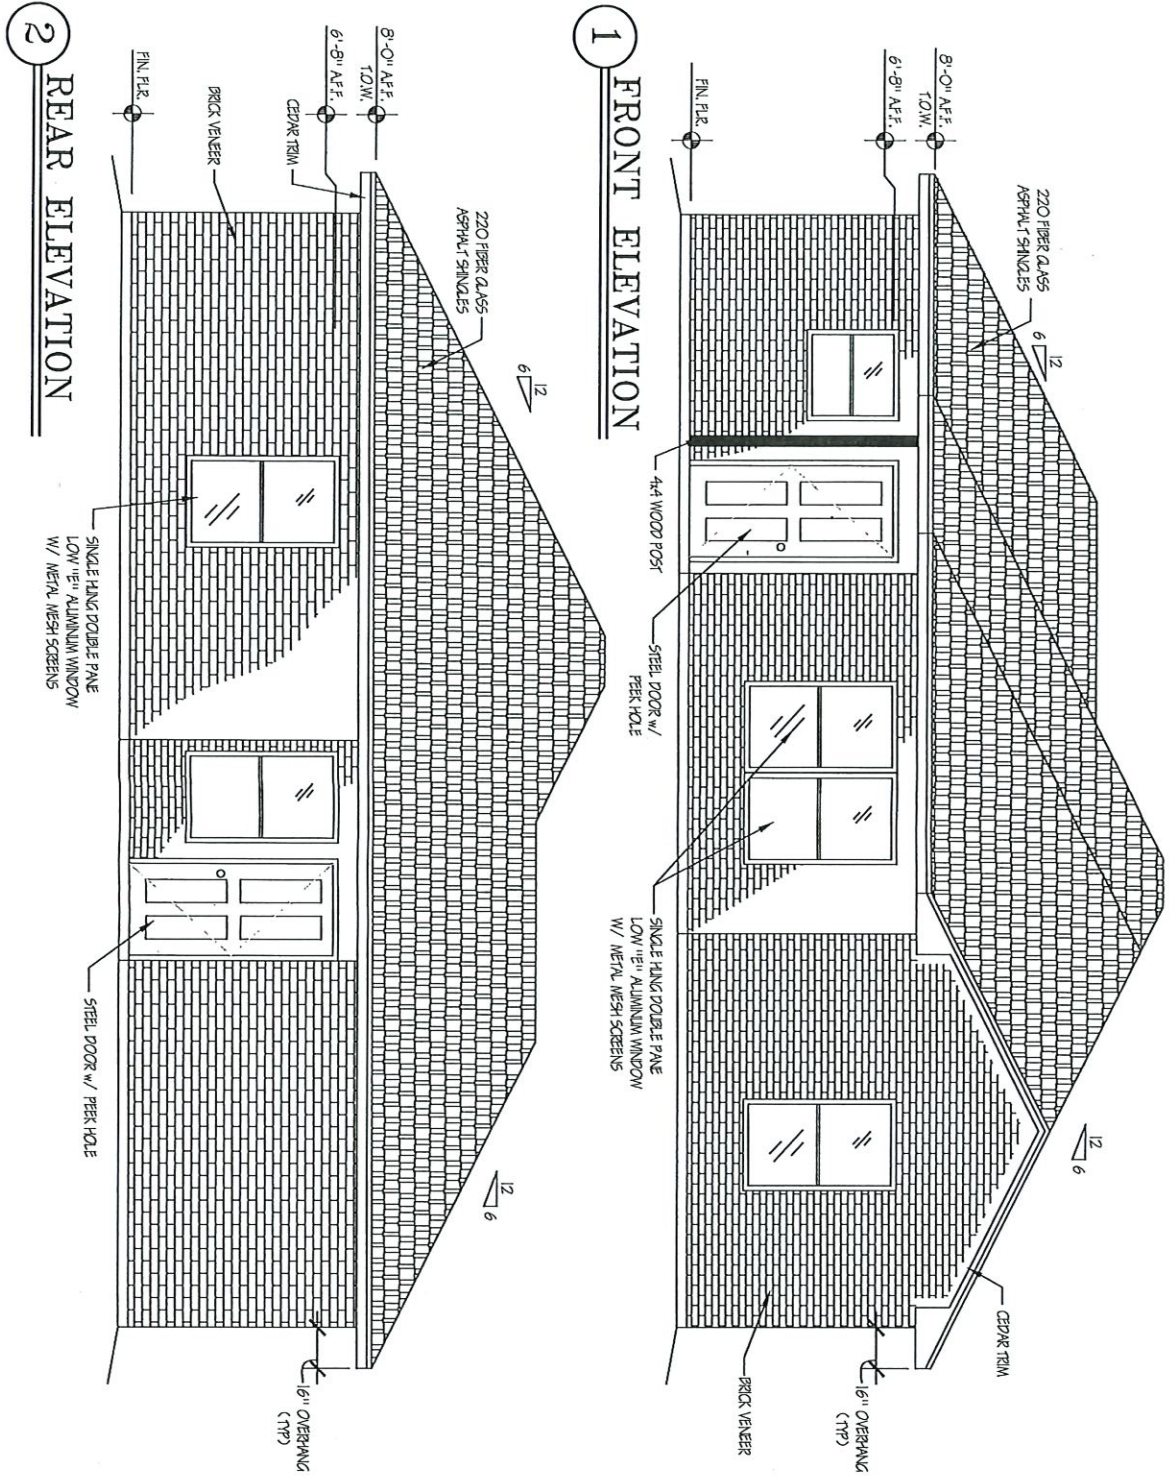 1
FRONT ELEVATION
8'-0" A.F.F.
T.O.W.
6'-8" A.F.F.
FIN. FLR.
220 FIBER GLASS
ASPHALT SHINGLES
12
6
4x4 WOOD POST
STEEL DOOR w/
PEEK HOLE
SINGLE HUNG DOUBLE PANE
LOW "E" ALUMINUM WINDOW
W/ METAL MESH SCREENS
12
6
CEDAR TRIM
16" OVERHANG
(TYP)
BRICK VENEER
2
REAR ELEVATION
8'-0" A.F.F.
T.O.W.
6'-8" A.F.F.
CEDAR TRIM
BRICK VENEER
FIN. FLR.
220 FIBER GLASS
ASPHALT SHINGLES
12
6
SINGLE HUNG DOUBLE PANE
LOW "E" ALUMINUM WINDOW
W/ METAL MESH SCREENS
STEEL DOOR w/ PEEK HOLE
12
6
16" OVERHANG
(TYP)